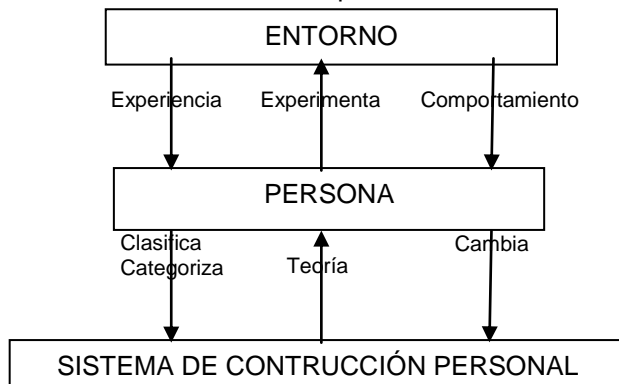 ENTORNO
Experiencia Experimenta Comportamiento
PERSONA
Clasifica
Categoriza Teoría Cambia
SISTEMA DE CONTRUCCIÓN PERSONAL